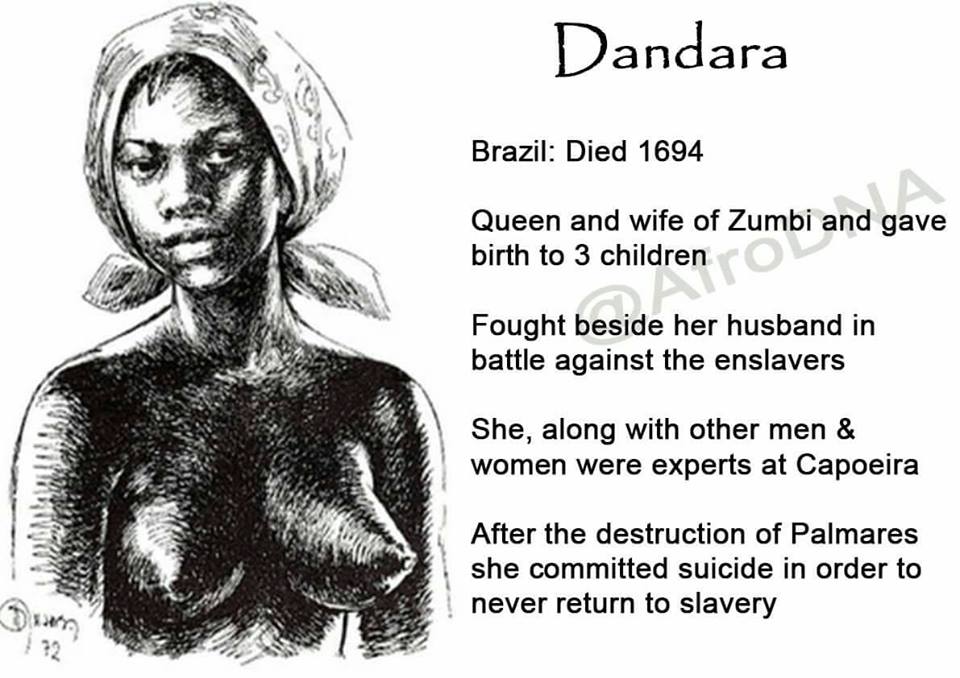 Dandara
Brazil: Died 1694
Queen and wife of Zumbi and gave
birth to 3 children
@AfroDNA
Fought beside her husband in
battle against the enslavers
She, along with other men &
women were experts at Capoeira
After the destruction of Palmares
she committed suicide in order to
never return to slavery
72